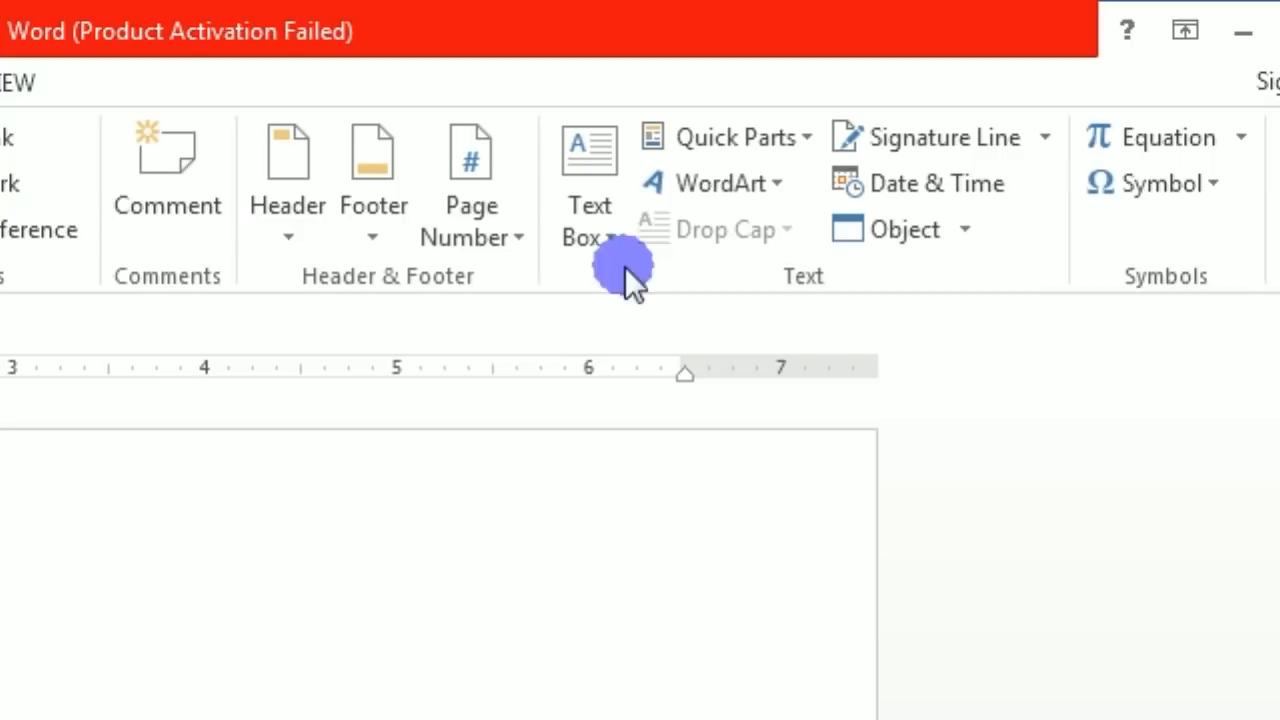 Word (Product Activation Failed)
?
IEW
Sig
k
rk
ference
s
Comment
Comments
Header
Footer
Page
Number
#
Header & Footer
A
Text
Box
Quick Parts
A WordArt
A Drop Cap
Signature Line
Date & Time
Object
Text
π Equation
Ω Symbol
Symbols
3 4 5 6 7